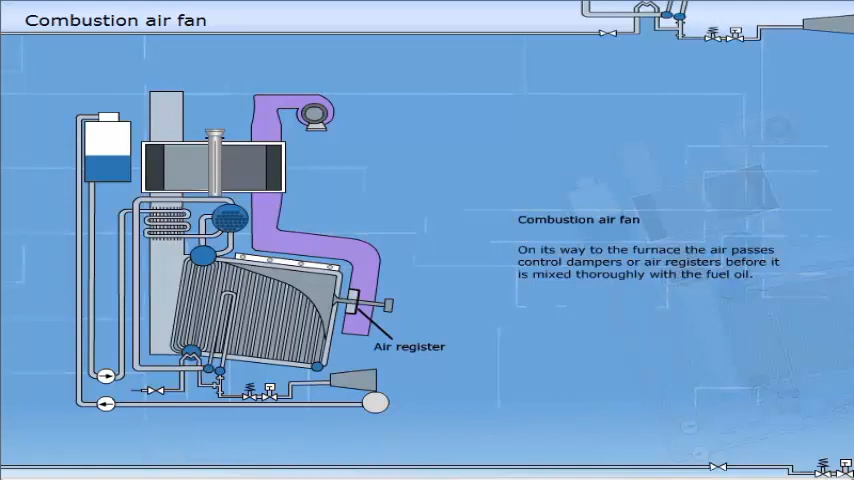 Combustion air fan
Combustion air fan
On its way to the furnace the air passes
control dampers or air registers before it
is mixed thoroughly with the fuel oil.
Air register